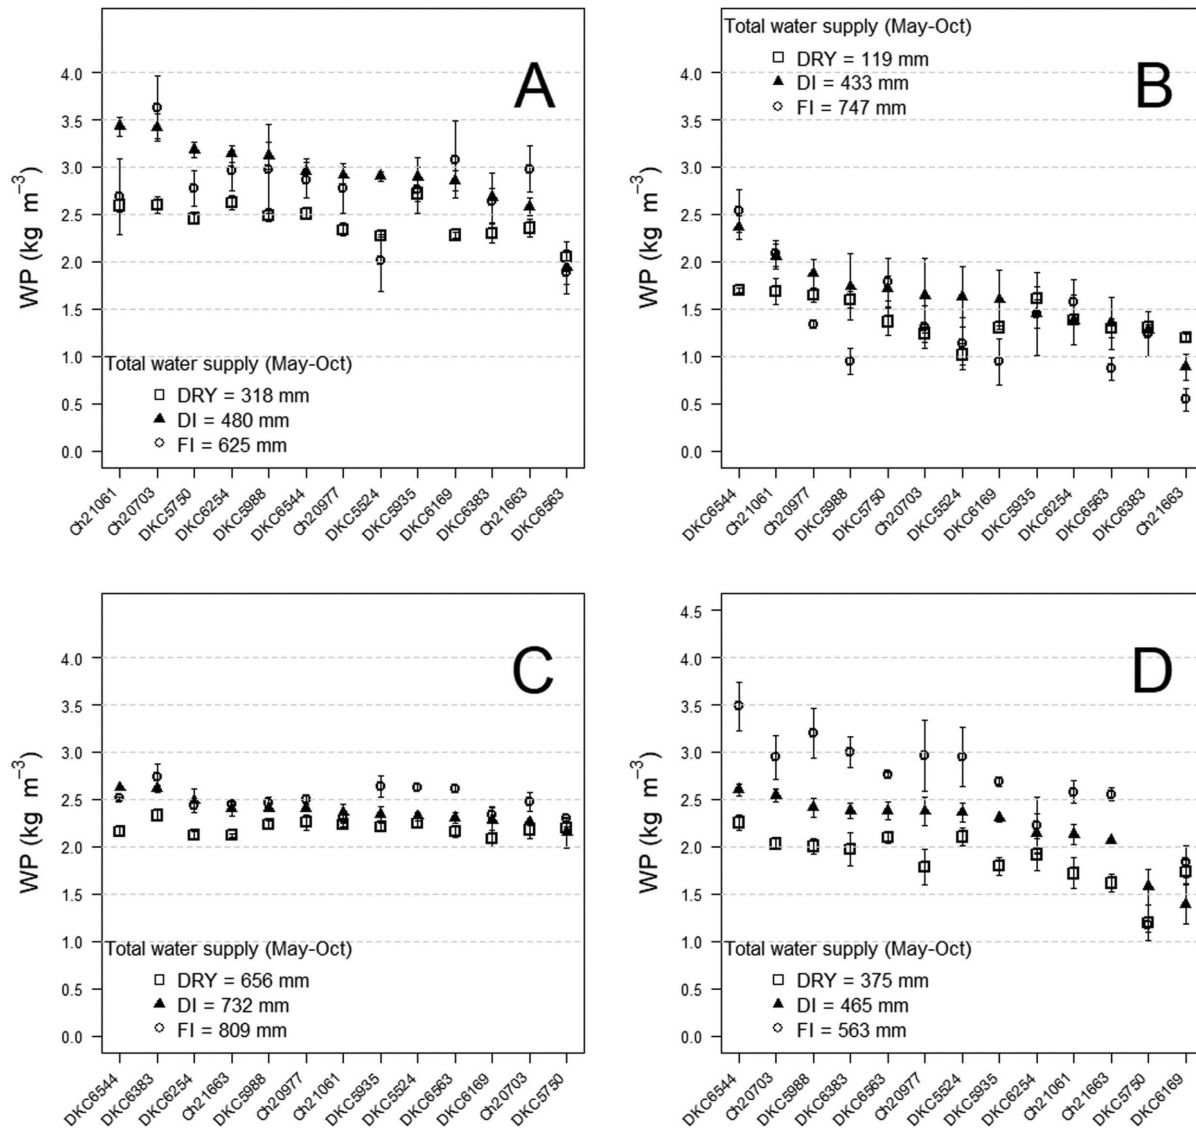 A
WP (kg m⁻³)
4.0
3.5
3.0
2.5
2.0
1.5
1.0
0.5
0.0
Total water supply (May-Oct)
DRY = 318 mm
DI = 480 mm
FI = 625 mm
Ch21061
Ch20703
DKC5750
DKC6254
DKC5988
DKC6544
Ch20977
DKC5524
DKC5935
DKC6169
DKC6383
Ch21663
DKC6563
Total water supply (May-Oct)
DRY = 119 mm
DI = 433 mm
FI = 747 mm
B
WP (kg m⁻³)
4.0
3.5
3.0
2.5
2.0
1.5
1.0
0.5
0.0
DKC6544
Ch21061
Ch20977
DKC5988
DKC5750
Ch20703
DKC5524
DKC6169
DKC5935
DKC6254
DKC6563
DKC6383
Ch21663
C
WP (kg m⁻³)
4.0
3.5
3.0
2.5
2.0
1.5
1.0
0.5
0.0
Total water supply (May-Oct)
DRY = 656 mm
DI = 732 mm
FI = 809 mm
DKC6544
DKC6383
DKC6254
Ch21663
DKC5988
Ch20977
Ch21061
DKC5935
DKC5524
DKC6563
DKC6169
Ch20703
DKC5750
D
WP (kg m⁻³)
4.5
4.0
3.5
3.0
2.5
2.0
1.5
1.0
0.5
0.0
Total water supply (May-Oct)
DRY = 375 mm
DI = 465 mm
FI = 563 mm
DKC6544
Ch20703
DKC5988
DKC6383
DKC6563
Ch20977
DKC5524
DKC5935
DKC6254
Ch21061
Ch21663
DKC5750
DKC6169